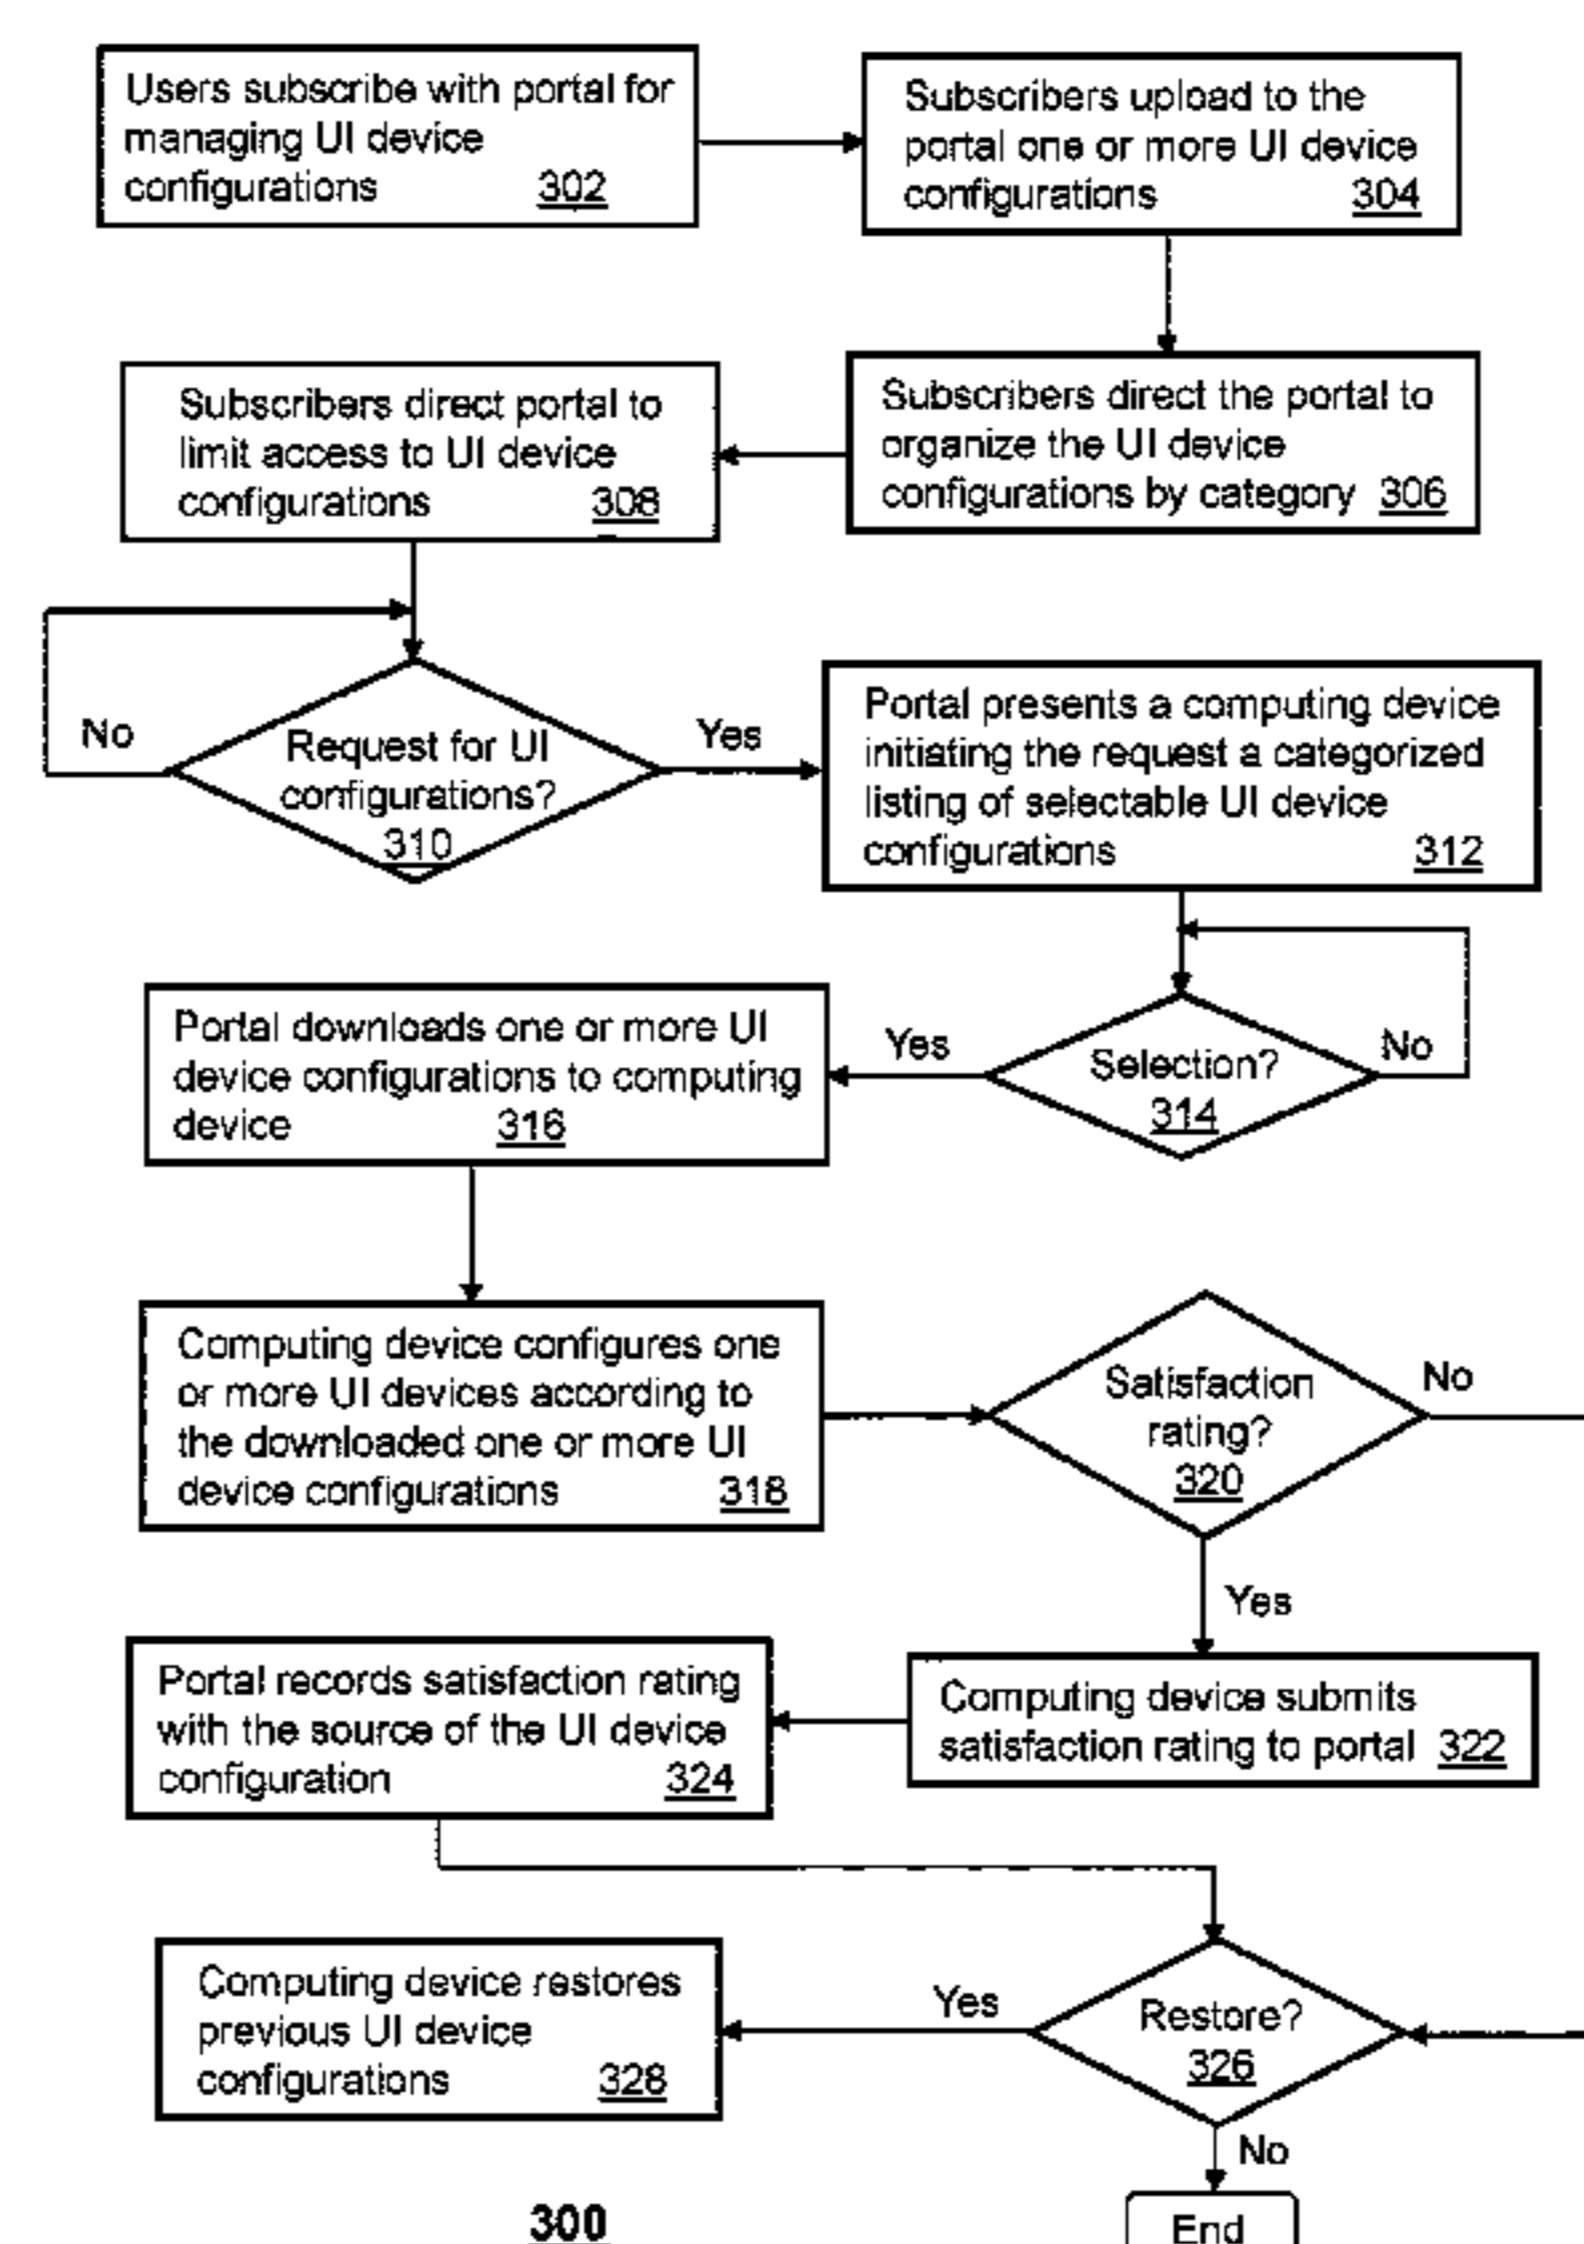 Users subscribe with portal for
managing UI device
configurations 302
Subscribers upload to the
portal one or more UI device
configurations 304
Subscribers direct the portal to
organize the UI device
configurations by category 306
Subscribers direct portal to
limit access to UI device
configurations 308
No
Request for UI
configurations?
310
Yes
Portal presents a computing device
initiating the request a categorized
listing of selectable UI device
configurations 312
Selection?
314
No
Yes
Portal downloads one or more UI
device configurations to computing
device 316
Computing device configures one
or more UI devices according to
the downloaded one or more UI
device configurations 318
Satisfaction
rating?
320
No
Yes
Computing device submits
satisfaction rating to portal 322
Portal records satisfaction rating
with the source of the UI device
configuration 324
Restore?
326
Yes
Computing device restores
previous UI device
configurations 328
No
End
300